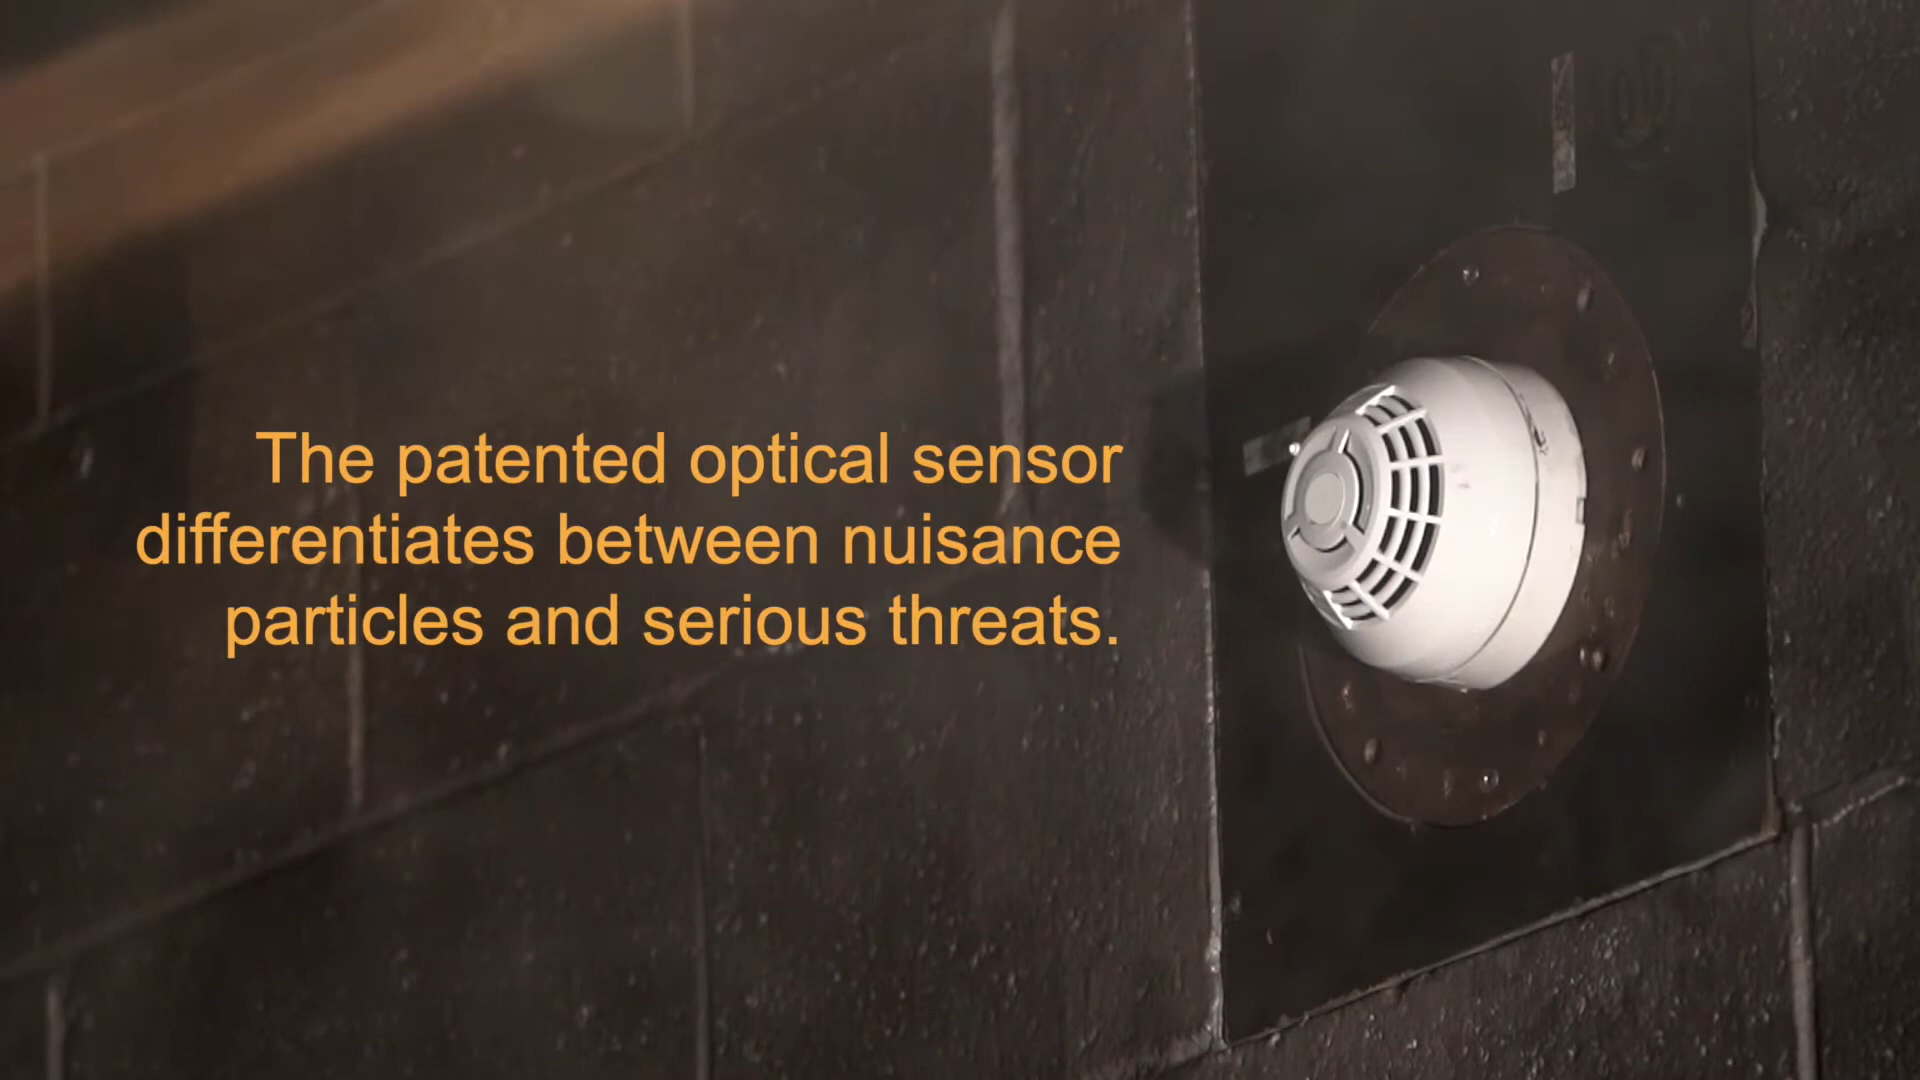 The patented optical sensor
differentiates between nuisance
particles and serious threats.